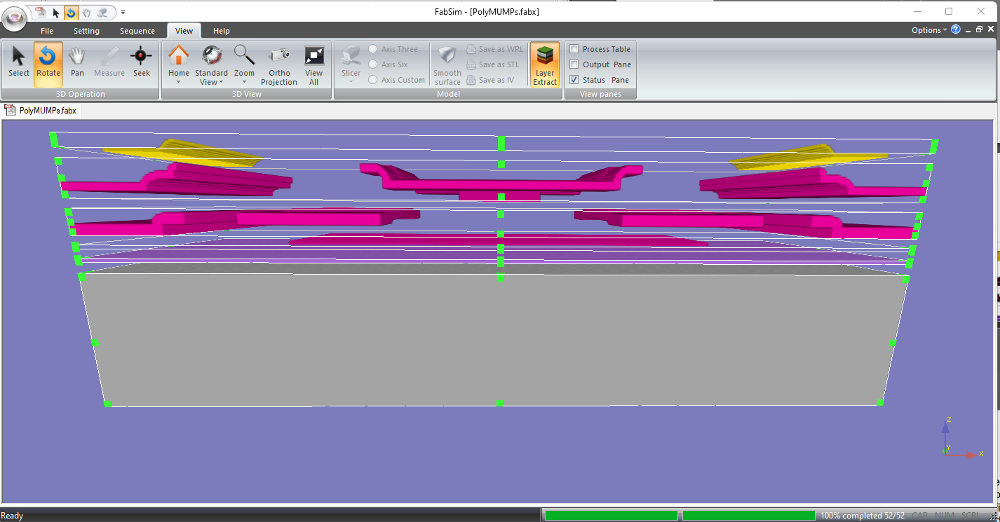 FabSim - [PolyMUMPs.fabx]
File Setting Sequence View Help Options
Select Rotate Pan Measure Seek
3D Operation
Home Standard View Zoom Ortho Projection View All
3D View
Slicer Axis Three
Axis Six
Axis Custom
Smooth surface
Save as WRL
Save as STL
Save as IV
Layer Extract
Model
Process Table
Output Pane
Status Pane
View panes
PolyMUMPs.fabx
Z
Y
X
Ready 100% completed 52/52 CAP NUM SCRL